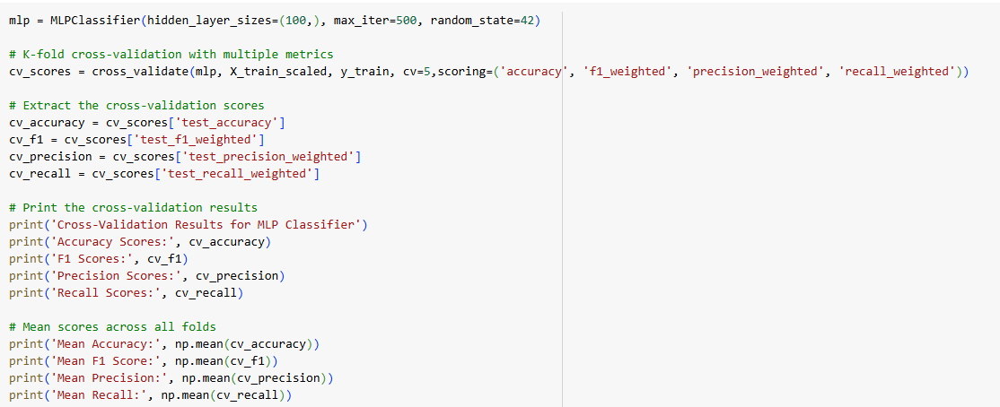 mlp = MLPClassifier(hidden_layer_sizes=(100,), max_iter=500, random_state=42)
# K-fold cross-validation with multiple metrics
cv_scores = cross_validate(mlp, X_train_scaled, y_train, cv=5,scoring=('accuracy', 'f1_weighted', 'precision_weighted', 'recall_weighted'))
# Extract the cross-validation scores
cv_accuracy = cv_scores['test_accuracy']
cv_f1 = cv_scores['test_f1_weighted']
cv_precision = cv_scores['test_precision_weighted']
cv_recall = cv_scores['test_recall_weighted']
# Print the cross-validation results
print('Cross-Validation Results for MLP Classifier')
print('Accuracy Scores:', cv_accuracy)
print('F1 Scores:', cv_f1)
print('Precision Scores:', cv_precision)
print('Recall Scores:', cv_recall)
# Mean scores across all folds
print('Mean Accuracy:', np.mean(cv_accuracy))
print('Mean F1 Score:', np.mean(cv_f1))
print('Mean Precision:', np.mean(cv_precision))
print('Mean Recall:', np.mean(cv_recall))